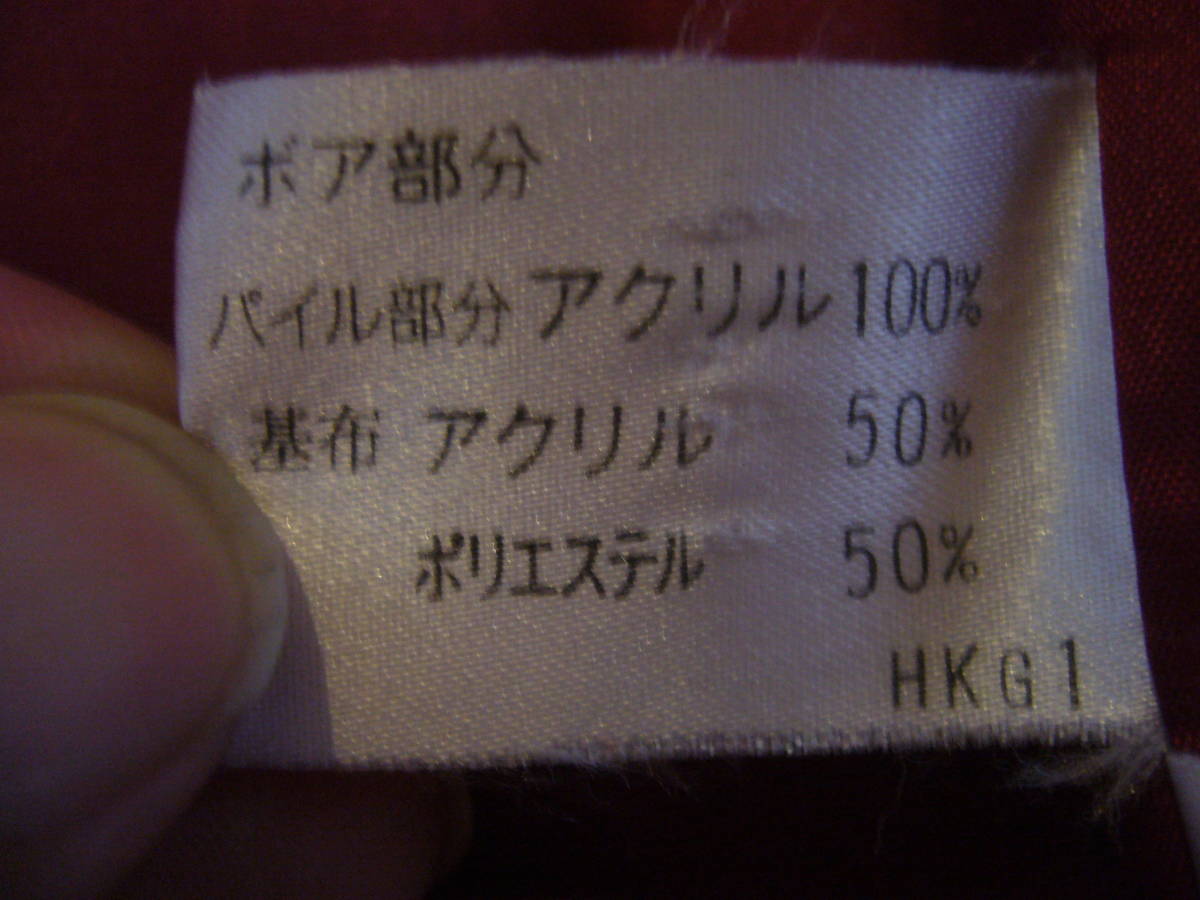 ボア部分
パイル部分 アクリル100%
基布 アクリル 50%
ポリエステル 50%
HKG1